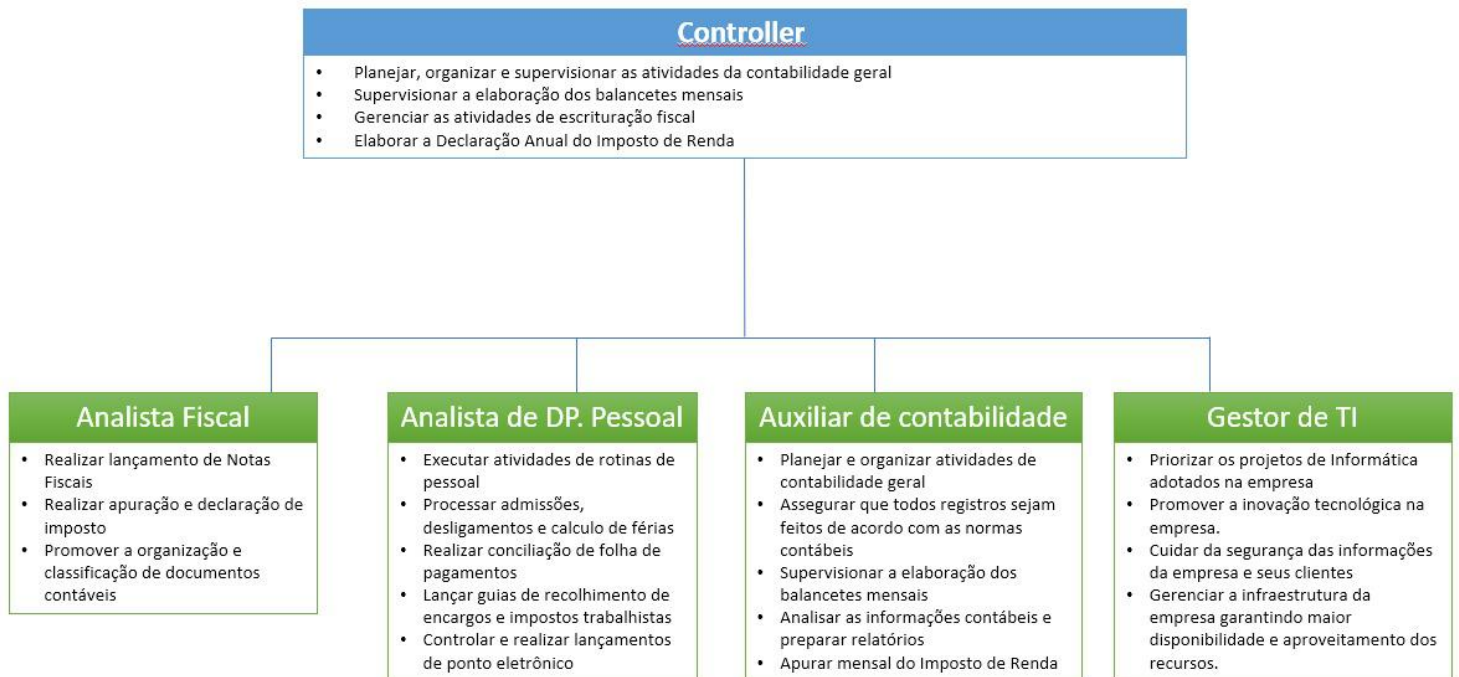 Controller
• Planejar, organizar e supervisionar as atividades da contabilidade geral
• Supervisionar a elaboração dos balancetes mensais
• Gerenciar as atividades de escrituração fiscal
• Elaborar a Declaração Anual do Imposto de Renda
Analista Fiscal
• Realizar lançamento de Notas
Fiscais
• Realizar apuração e declaração de
imposto
• Promover a organização e
classificação de documentos
contáveis
Analista de DP. Pessoal
• Executar atividades de rotinas de
pessoal
• Processar admissões,
desligamentos e calculo de férias
• Realizar conciliação de folha de
pagamentos
• Lançar guias de recolhimento de
encargos e impostos trabalhistas
• Controlar e realizar lançamentos
de ponto eletrônico
Auxiliar de contabilidade
• Planejar e organizar atividades de
contabilidade geral
• Assegurar que todos registros sejam
feitos de acordo com as normas
contábeis
• Supervisionar a elaboração dos
balancetes mensais
• Analisar as informações contábeis e
preparar relatórios
• Apurar mensal do Imposto de Renda
Gestor de TI
• Priorizar os projetos de Informática
adotados na empresa
• Promover a inovação tecnológica na
empresa.
• Cuidar da segurança das informações
da empresa e seus clientes
• Gerenciar a infraestrutura da
empresa garantindo maior
disponibilidade e aproveitamento dos
recursos.